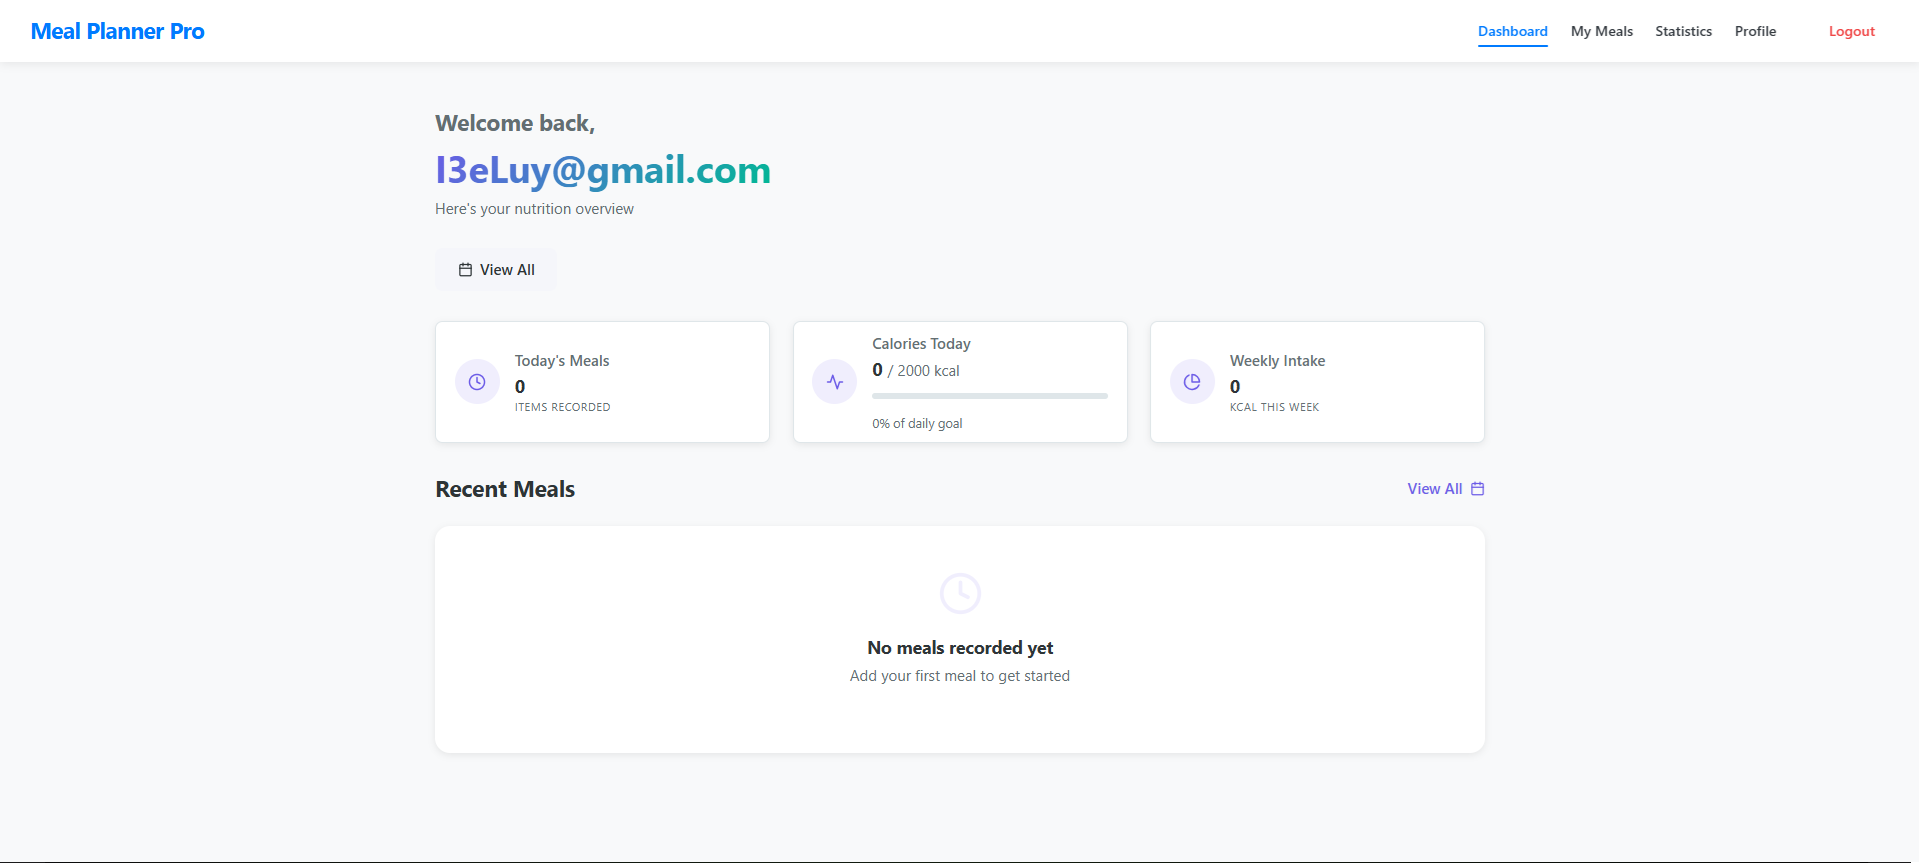 Meal Planner Pro
Dashboard My Meals Statistics Profile Logout
Welcome back,
l3eLuy@gmail.com
Here's your nutrition overview
View All
Today's Meals
0
ITEMS RECORDED
Calories Today
0 / 2000 kcal
0% of daily goal
Weekly Intake
0
KCAL THIS WEEK
Recent Meals
View All
No meals recorded yet
Add your first meal to get started